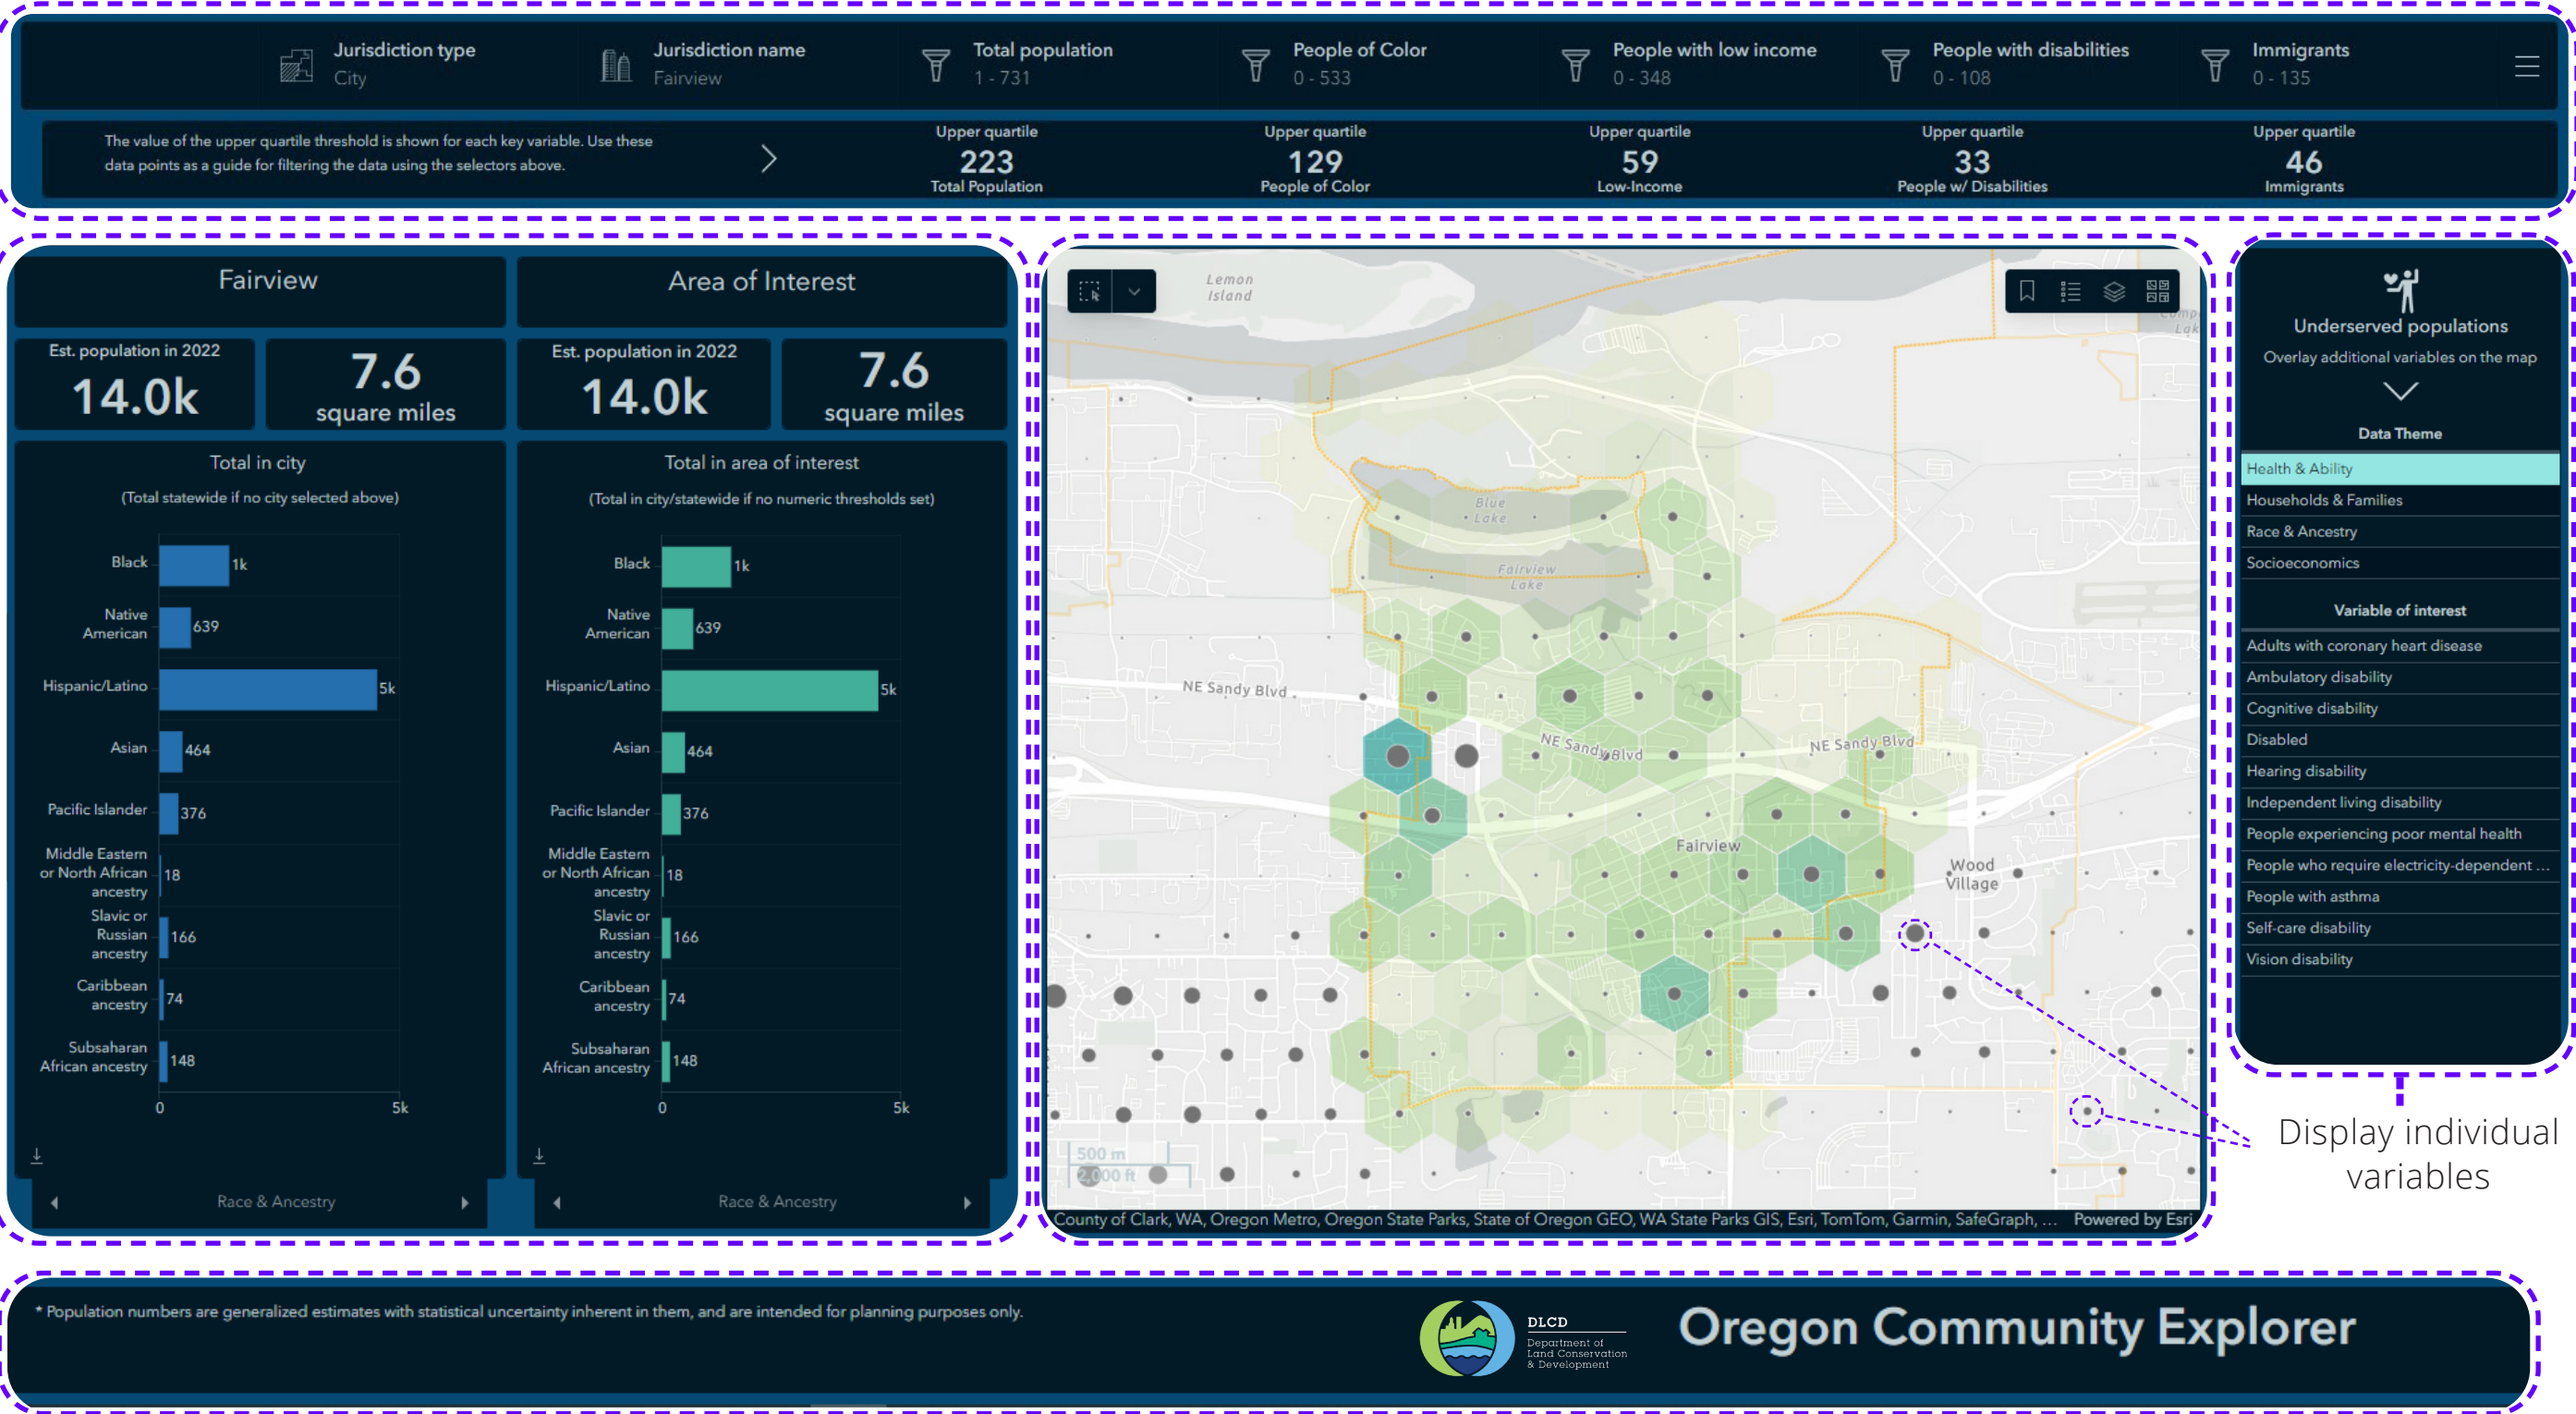 Jurisdiction type
City
Jurisdiction name
Fairview
Total population
1 - 731
People of Color
0 - 533
People with low income
0 - 348
People with disabilities
0 - 108
Immigrants
0 - 135
The value of the upper quartile threshold is shown for each key variable. Use these
data points as a guide for filtering the data using the selectors above.
Upper quartile
223
Total Population
Upper quartile
129
People of Color
Upper quartile
59
Low-Income
Upper quartile
33
People w/ Disabilities
Upper quartile
46
Immigrants
Fairview
Est. population in 2022
14.0k
7.6
square miles
Total in city
(Total statewide if no city selected above)
Black
1k
Native
American
639
Hispanic/Latino
5k
Asian
464
Pacific Islander
376
Middle Eastern
or North African
ancestry
18
Slavic or
Russian
ancestry
166
Caribbean
ancestry
74
Subsaharan
African ancestry
148
0
5k
Race & Ancestry
Area of Interest
Est. population in 2022
14.0k
7.6
square miles
Total in area of interest
(Total in city/statewide if no numeric thresholds set)
Black
1k
Native
American
639
Hispanic/Latino
5k
Asian
464
Pacific Islander
376
Middle Eastern
or North African
ancestry
18
Slavic or
Russian
ancestry
166
Caribbean
ancestry
74
Subsaharan
African ancestry
148
0
5k
Race & Ancestry
Lemon
Island
Blue
Lake
Fairview
Lake
NE Sandy Blvd
NE Sandy Blvd
NE Sandy Blvd
Fairview
Wood
Village
500 m
2,000 ft
County of Clark, WA, Oregon Metro, Oregon State Parks, State of Oregon GEO, WA State Parks GIS, Esri, TomTom, Garmin, SafeGraph, ...
Powered by Esri
Underserved populations
Overlay additional variables on the map
Data Theme
Health & Ability
Households & Families
Race & Ancestry
Socioeconomics
Variable of interest
Adults with coronary heart disease
Ambulatory disability
Cognitive disability
Disabled
Hearing disability
Independent living disability
People experiencing poor mental health
People who require electricity-dependent ...
People with asthma
Self-care disability
Vision disability
Display individual
variables
* Population numbers are generalized estimates with statistical uncertainty inherent in them, and are intended for planning purposes only.
DLCD
Department of
Land Conservation
& Development
Oregon Community Explorer